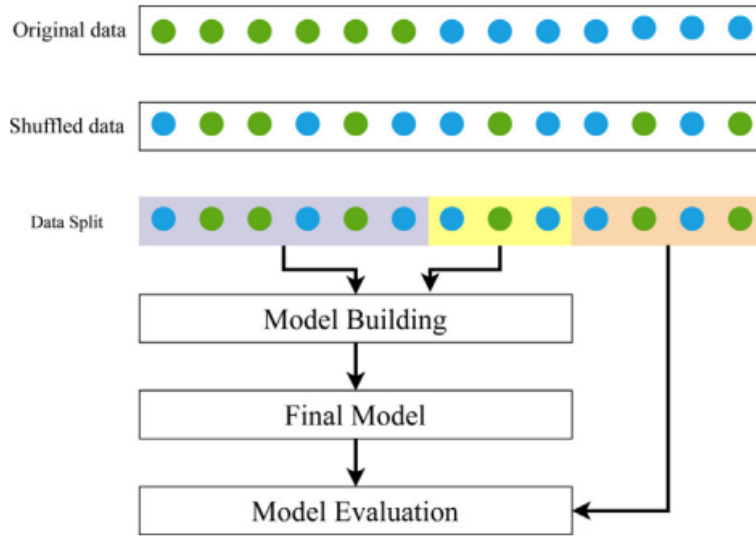 Original data
Shuffled data
Data Split
Model Building
Final Model
Model Evaluation